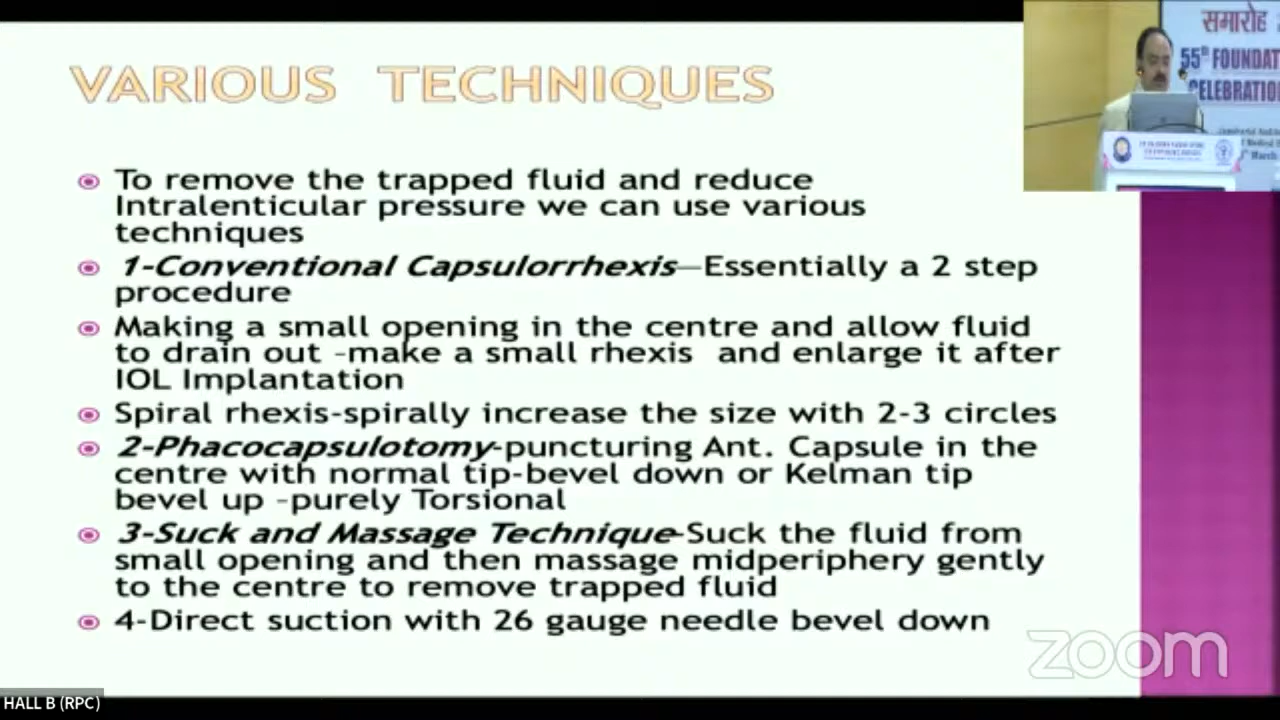 VARIOUS TECHNIQUES
To remove the trapped fluid and reduce
Intralenticular pressure we can use various
techniques
1-Conventional Capsulorrhexis—Essentially a 2 step
procedure
Making a small opening in the centre and allow fluid
to drain out –make a small rhexis and enlarge it after
IOL Implantation
Spiral rhexis-spirally increase the size with 2-3 circles
2-Phacocapsulotomy-puncturing Ant. Capsule in the
centre with normal tip-bevel down or Kelman tip
bevel up –purely Torsional
3-Suck and Massage Technique-Suck the fluid from
small opening and then massage midperiphery gently
to the centre to remove trapped fluid
4-Direct suction with 26 gauge needle bevel down
समारोह
55th FOUNDAT
CELEBRATION
March
zoom
HALL B (RPC)